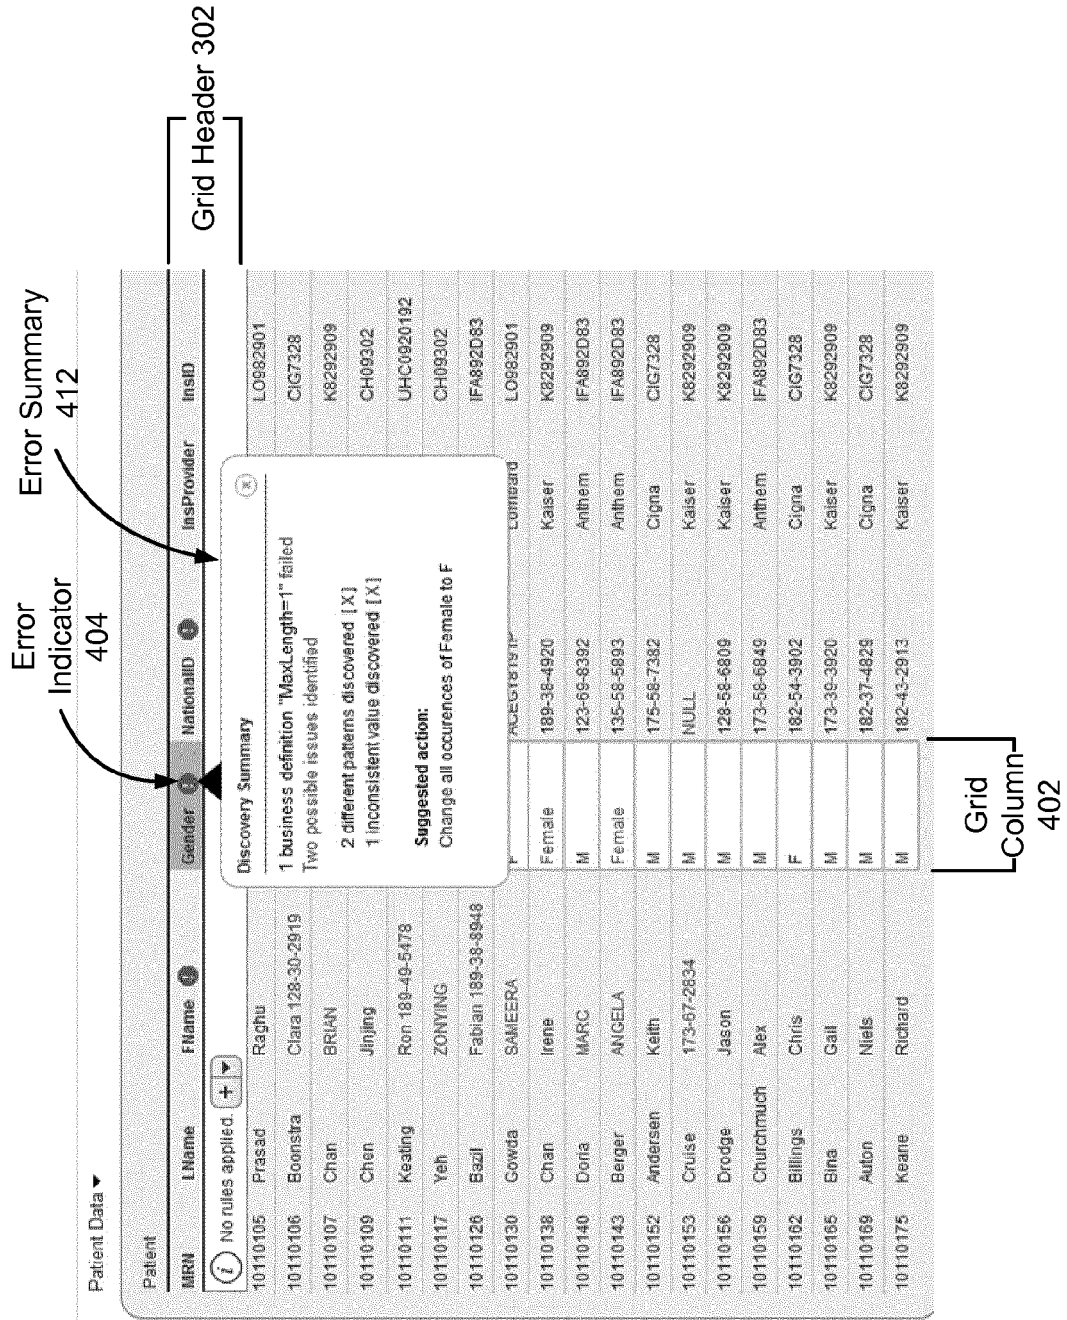 Error Summary
412
Error
Indicator
404
Grid Header 302
Patient Data
Patient
MRN LName FName Gender NationalID InsProvider InsID
i No rules applied. +
10110105 Prasad Raghu LO982901
10110106 Boonstra Clara 128-30-2919 CIG7328
10110107 Chan BRIAN K8292909
10110109 Chen Jinjing CH09302
10110111 Keating Ron 189-49-5478 UHC0920192
10110117 Yeh ZONYING CH09302
10110126 Bazil Fabian 189-38-8948 IFA892D83
10110130 Gowda SAMEERA F Lombard LO982901
10110138 Chan Irene Female 189-38-4920 Kaiser K8292909
10110140 Doria MARC M 123-69-8392 Anthem IFA892D83
10110143 Berger ANGELA Female 135-58-5893 Anthem IFA892D83
10110152 Andersen Keith M 175-58-7382 Cigna CIG7328
10110153 Cruise 173-67-2834 M NULL Kaiser K8292909
10110156 Drodge Jason M 128-58-6809 Kaiser K8292909
10110159 Churchmuch Alex M 173-58-6849 Anthem IFA892D83
10110162 Billings Chris F 182-54-3902 Cigna CIG7328
10110165 Bina Gail M 173-39-3920 Kaiser K8292909
10110169 Auton Niels M 182-37-4829 Cigna CIG7328
10110175 Keane Richard M 182-43-2913 Kaiser K8292909
Discovery Summary
1 business definition "MaxLength=1" failed
Two possible issues identified
2 different patterns discovered [X]
1 inconsistent value discovered [X]
Suggested action:
Change all occurences of Female to F
Grid
Column
402